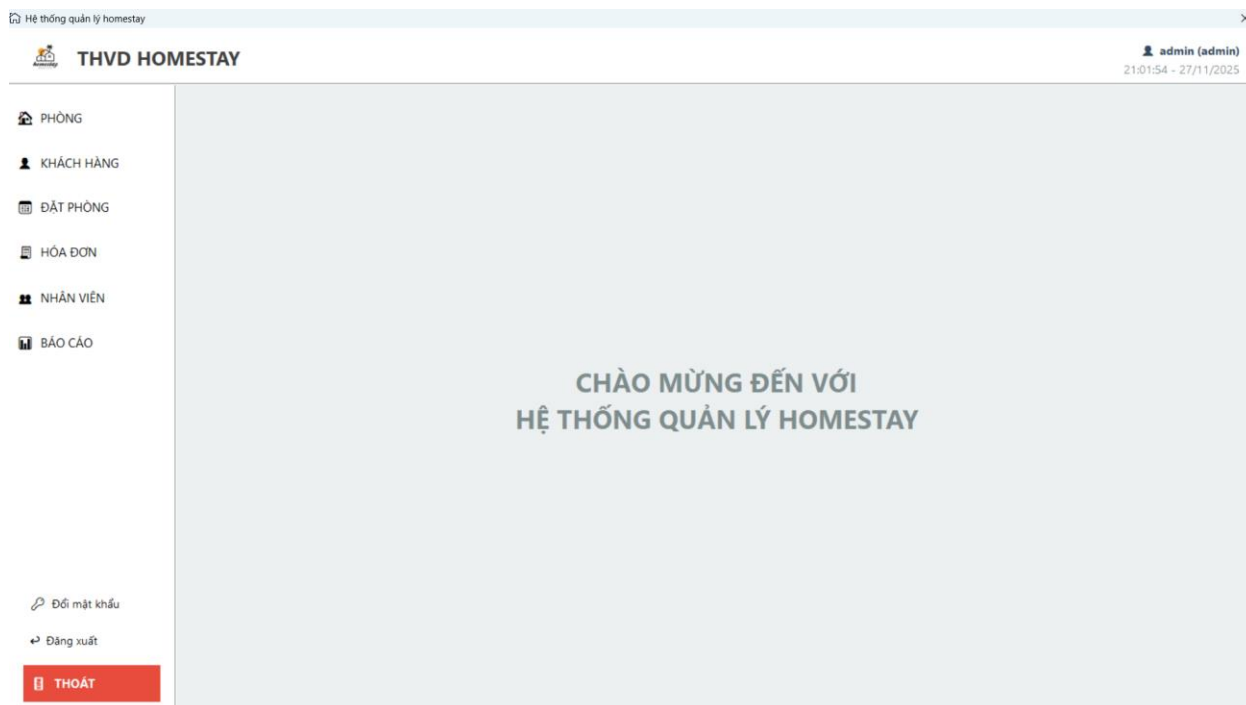 Hệ thống quản lý homestay
THVD HOMESTAY
admin (admin)
21:01:54 - 27/11/2025
PHÒNG
KHÁCH HÀNG
ĐẶT PHÒNG
HÓA ĐƠN
NHÂN VIÊN
BÁO CÁO
CHÀO MỪNG ĐẾN VỚI
HỆ THỐNG QUẢN LÝ HOMESTAY
Đổi mật khẩu
Đăng xuất
THOÁT